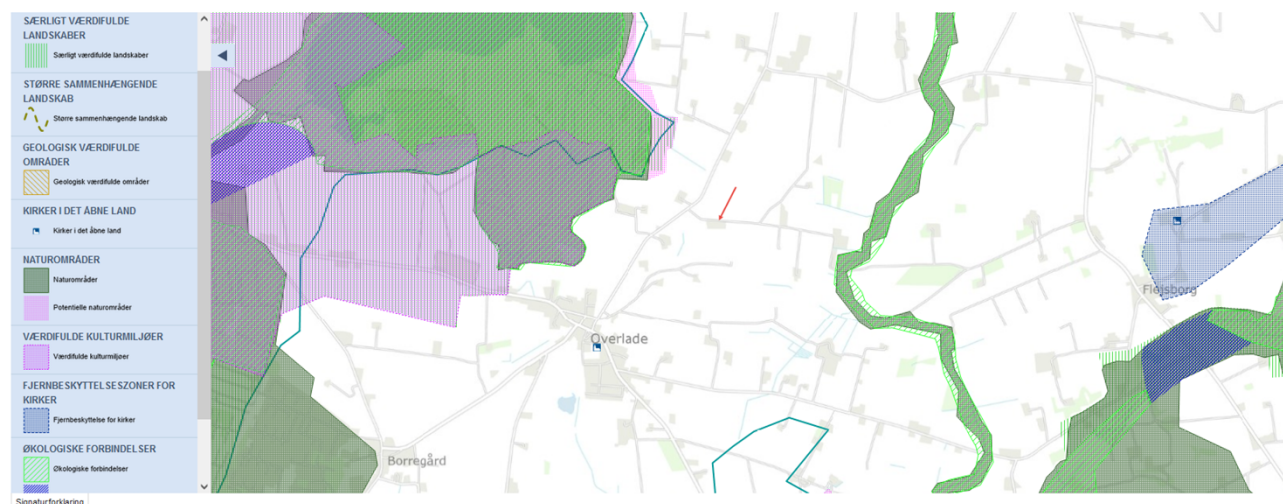 SÆRLIGT VÆRDIFULDE
LANDSKABER
Særligt værdifulde landskaber
STØRRE SAMMENHÆNGENDE
LANDSKAB
Større sammenhængende landskab
GEOLOGISK VÆRDIFULDE
OMRÅDER
Geologisk værdifulde områder
KIRKER I DET ÅBNE LAND
Kirker i det åbne land
NATUROMRÅDER
Naturområder
Potentielle naturområder
VÆRDIFULDE KULTURMILJØER
Værdifulde kulturmiljøer
FJERNBESKYTTELSESZONER FOR
KIRKER
Fjernbeskyttelse for kirker
ØKOLOGISKE FORBINDELSER
Økologiske forbindelser
Signaturforklaring
Overlade
Borregård
Flejsborg